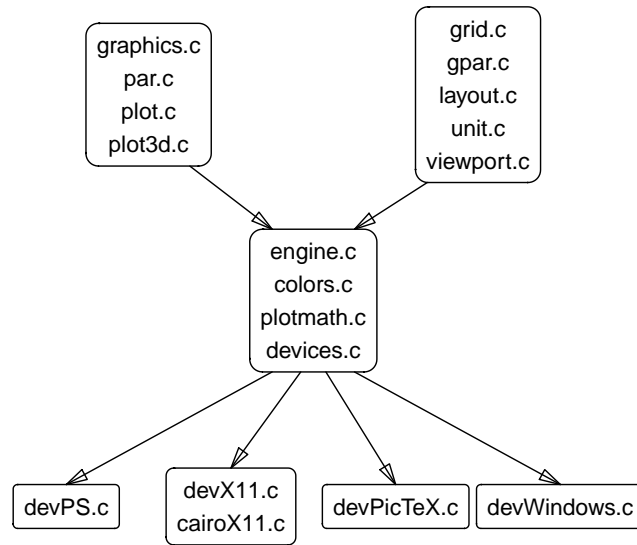 graphics.c
par.c
plot.c
plot3d.c
grid.c
gpar.c
layout.c
unit.c
viewport.c
engine.c
colors.c
plotmath.c
devices.c
devPS.c
devX11.c
cairoX11.c
devPicTeX.c
devWindows.c